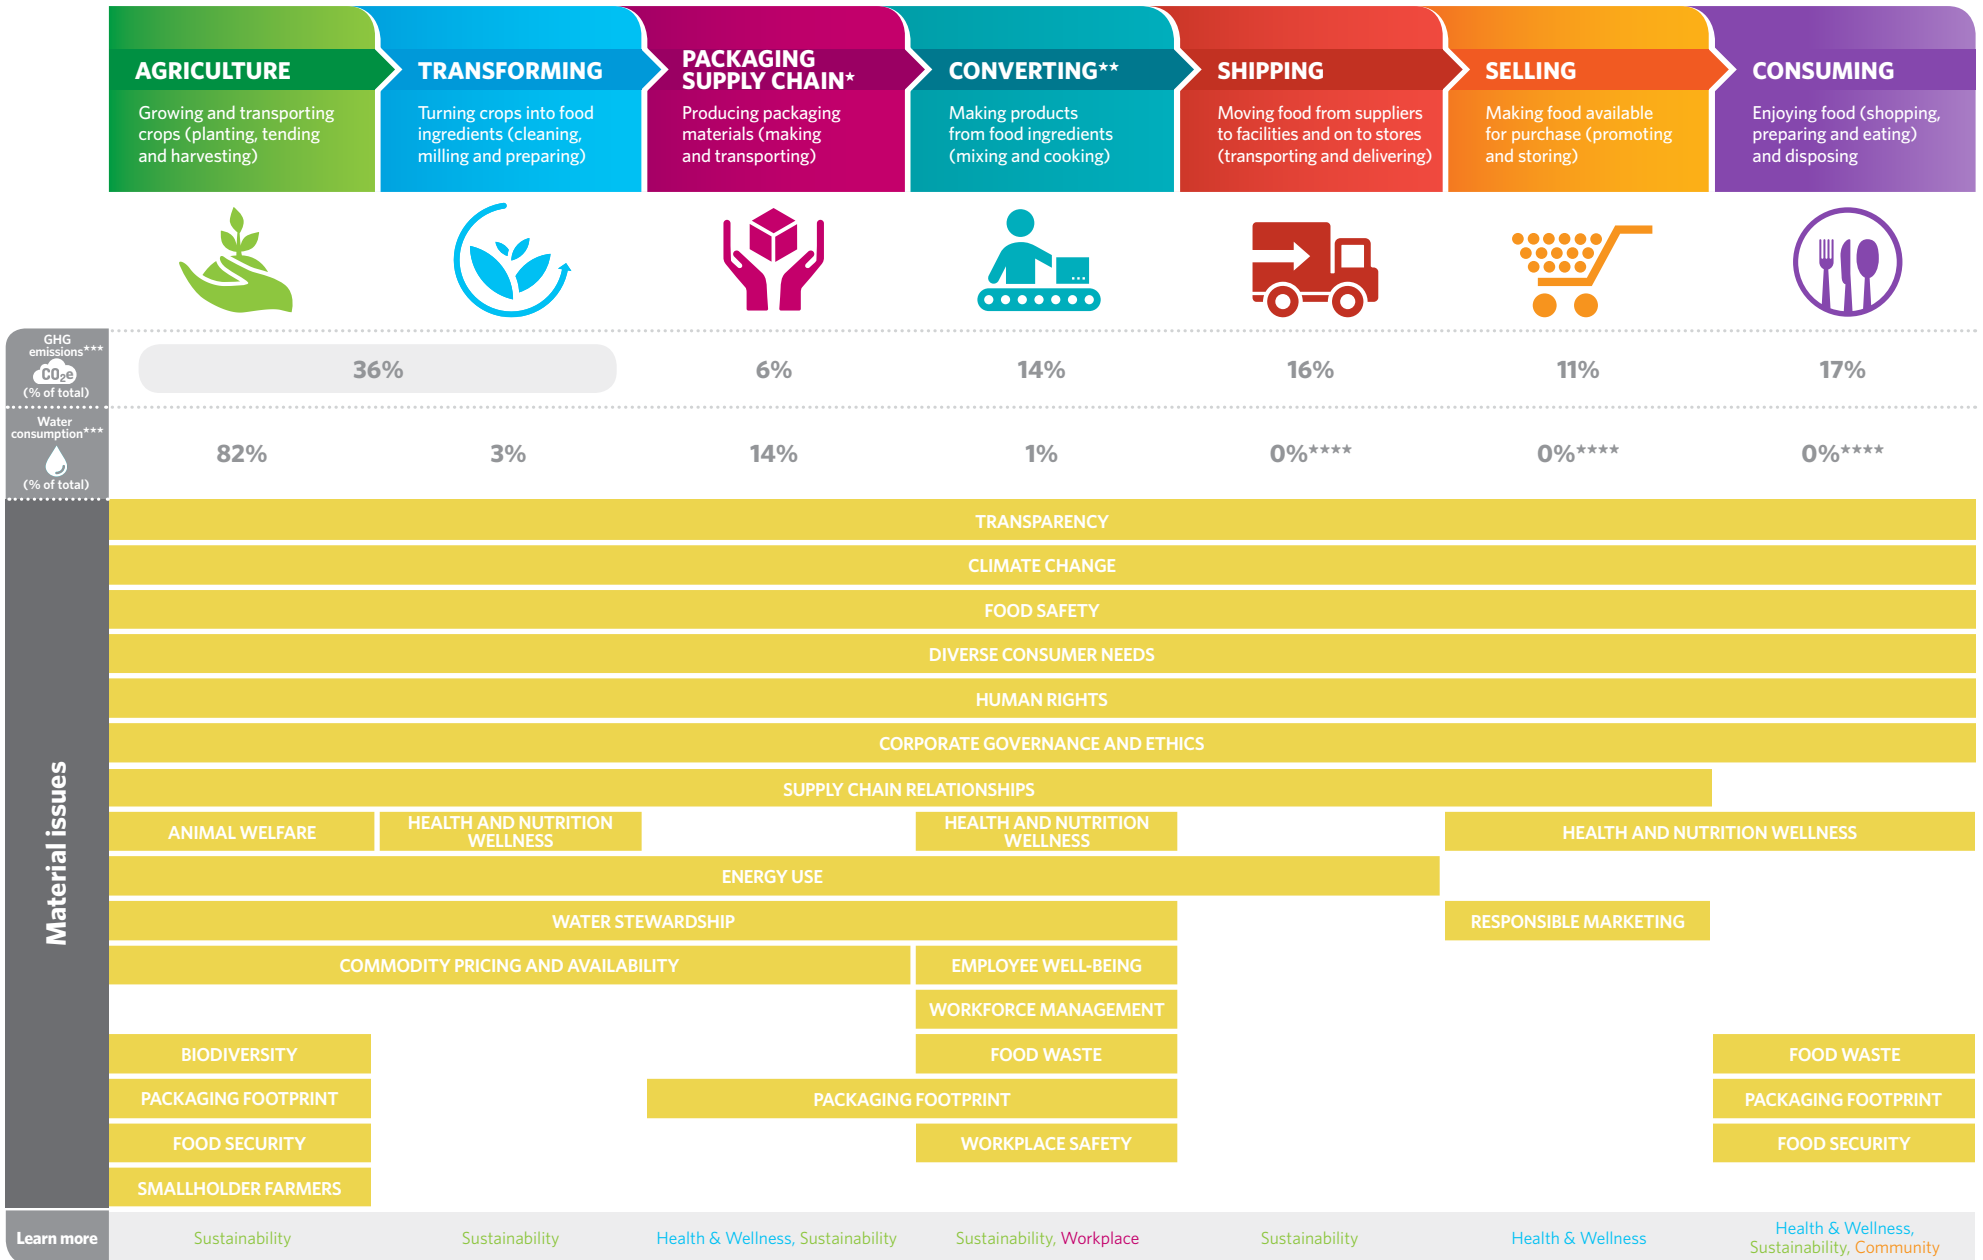 AGRICULTURE
Growing and transporting
crops (planting, tending
and harvesting)
TRANSFORMING
Turning crops into food
ingredients (cleaning,
milling and preparing)
PACKAGING
SUPPLY CHAIN★
Producing packaging
materials (making
and transporting)
CONVERTING★★
Making products
from food ingredients
(mixing and cooking)
SHIPPING
Moving food from suppliers
to facilities and on to stores
(transporting and delivering)
SELLING
Making food available
for purchase (promoting
and storing)
CONSUMING
Enjoying food (shopping,
preparing and eating)
and disposing
GHG
emissions★★★
CO₂e
(% of total)
36%
6%
14%
16%
11%
17%
Water
consumption★★★
(% of total)
82%
3%
14%
1%
0%★★★★
0%★★★★
0%★★★★
Material issues
TRANSPARENCY
CLIMATE CHANGE
FOOD SAFETY
DIVERSE CONSUMER NEEDS
HUMAN RIGHTS
CORPORATE GOVERNANCE AND ETHICS
SUPPLY CHAIN RELATIONSHIPS
ANIMAL WELFARE
HEALTH AND NUTRITION
WELLNESS
HEALTH AND NUTRITION
WELLNESS
HEALTH AND NUTRITION WELLNESS
ENERGY USE
WATER STEWARDSHIP
RESPONSIBLE MARKETING
COMMODITY PRICING AND AVAILABILITY
EMPLOYEE WELL-BEING
WORKFORCE MANAGEMENT
BIODIVERSITY
FOOD WASTE
FOOD WASTE
PACKAGING FOOTPRINT
PACKAGING FOOTPRINT
PACKAGING FOOTPRINT
FOOD SECURITY
WORKPLACE SAFETY
FOOD SECURITY
SMALLHOLDER FARMERS
Learn more
Sustainability
Sustainability
Health & Wellness, Sustainability
Sustainability, Workplace
Sustainability
Health & Wellness
Health & Wellness,
Sustainability, Community